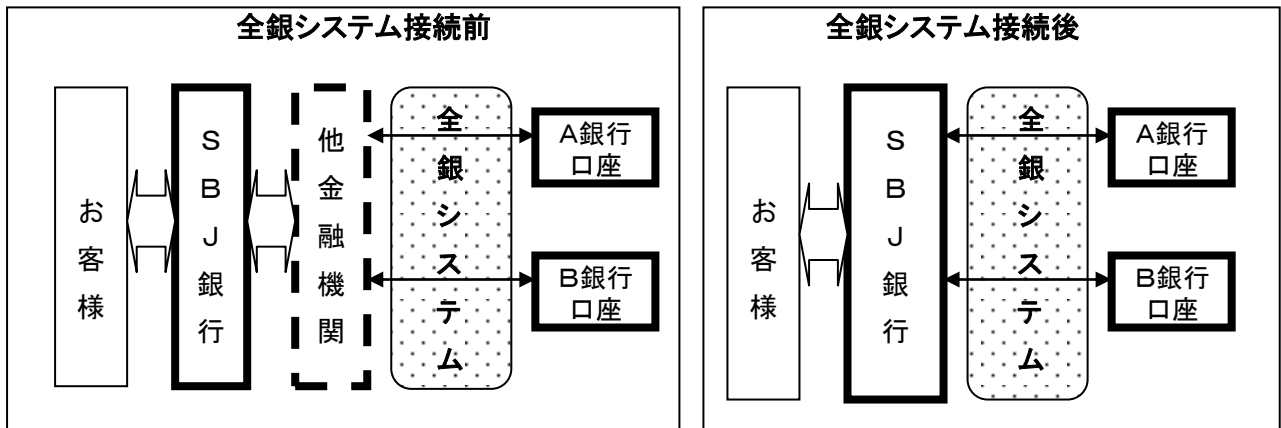 全銀システム接続前
お客様
ＳＢＪ銀行
他金融機関
全銀システム
Ａ銀行
口座
Ｂ銀行
口座
全銀システム接続後
お客様
ＳＢＪ銀行
全銀システム
Ａ銀行
口座
Ｂ銀行
口座